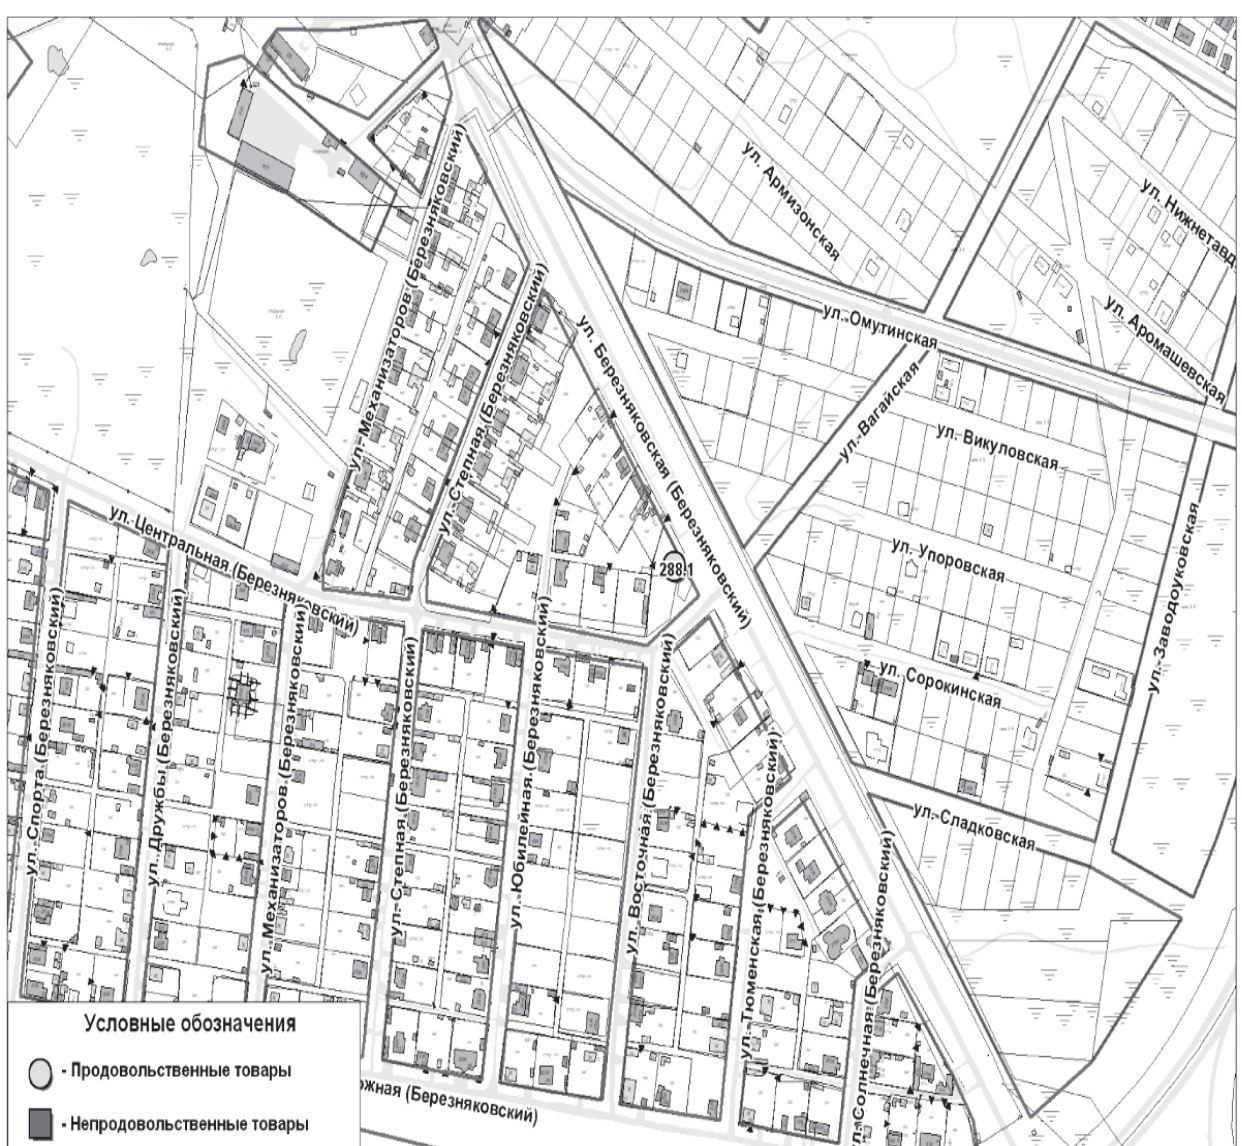 ул. Армизонская
ул. Нижнетавд
ул. Аромашевская
ул. Омутинская
ул. Вагайская
ул. Викуловская
ул. Упоровская
ул. Заводоуковская
ул. Сорокинская
ул. Сладковская
ул. Механизаторов (Березняковский)
ул. Степная (Березняковский)
ул. Березняковская (Березняковский)
288.1
ул. Центральная (Березняковский)
ул. Спорта (Березняковский)
ул. Дружбы (Березняковский)
ул. Механизаторов (Березняковский)
ул. Степная (Березняковский)
ул. Юбилейная (Березняковский)
ул. Восточная (Березняковский)
ул. Тюменская (Березняковский)
ул. Солнечная (Березняковский)
ожная (Березняковский)
Условные обозначения
- Продовольственные товары
- Непродовольственные товары